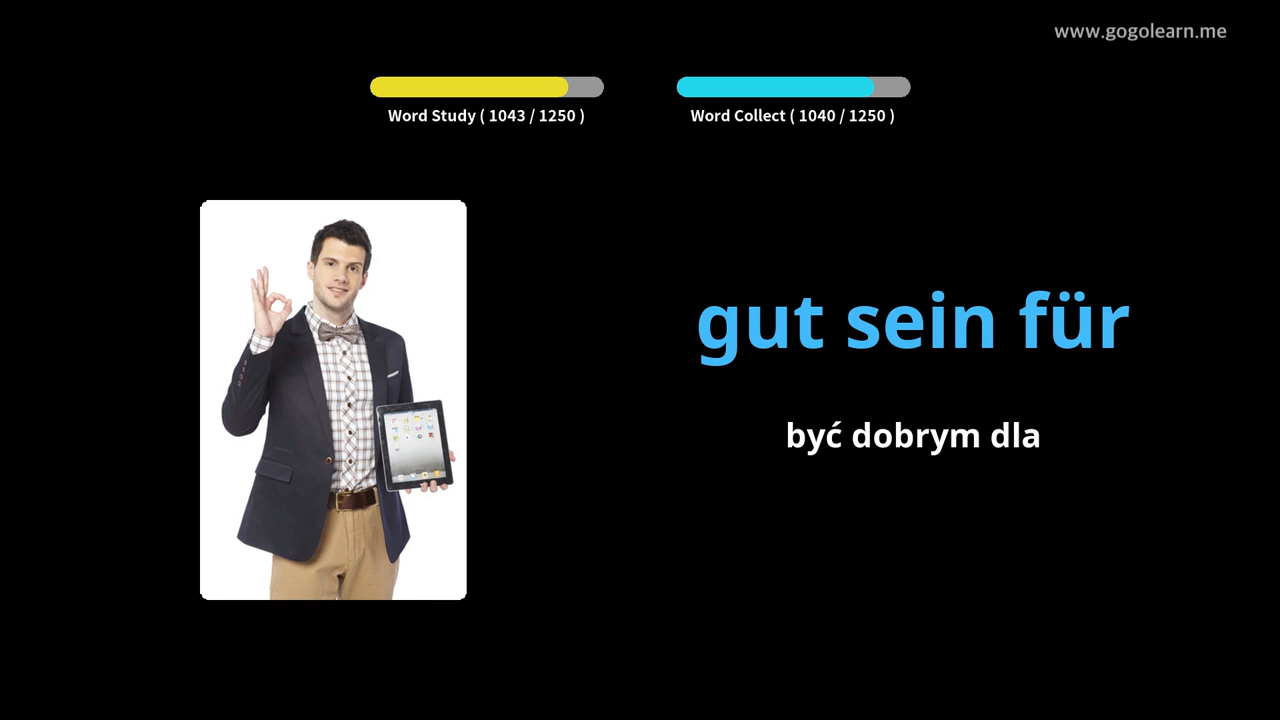 www.gogolearn.me
Word Study ( 1043 / 1250 )
Word Collect ( 1040 / 1250 )
gut sein für
być dobrym dla